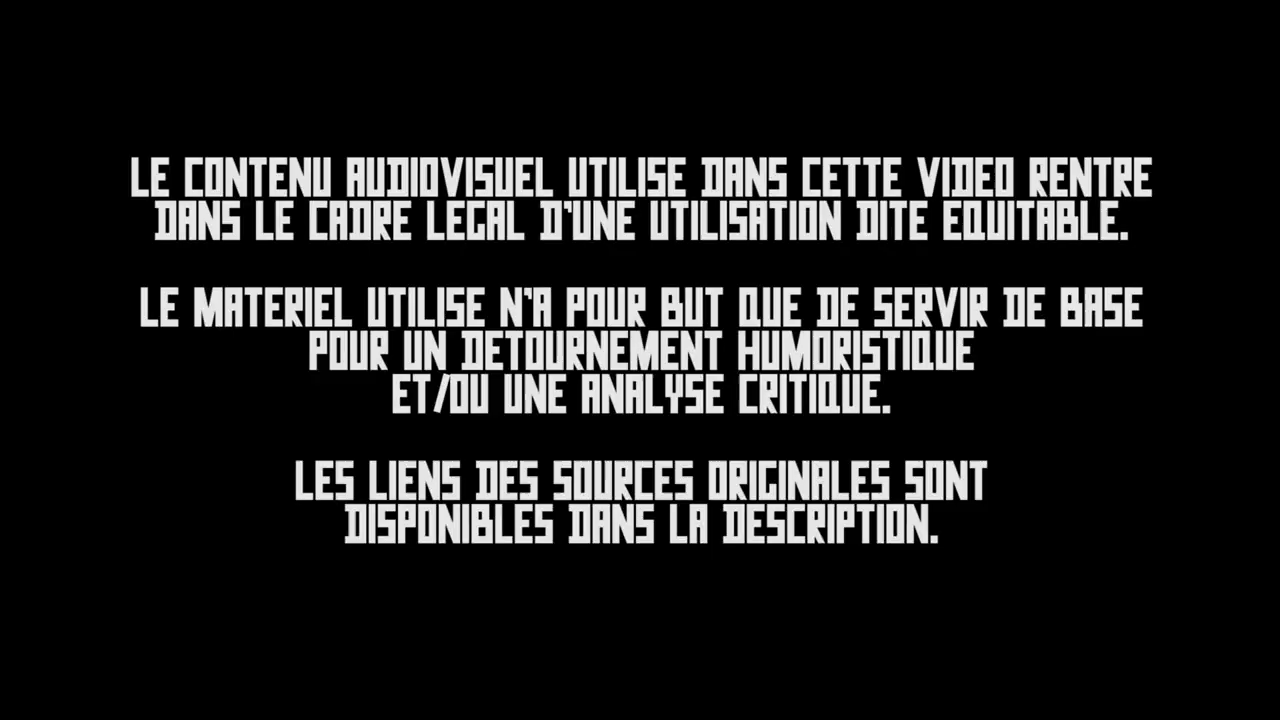 LE CONTENU AUDIOVISUEL UTILISE DANS CETTE VIDEO RENTRE
DANS LE CADRE LEGAL D'UNE UTILISATION DITE EQUITABLE.
LE MATERIEL UTILISE N'A POUR BUT QUE DE SERVIR DE BASE
POUR UN DETOURNEMENT HUMORISTIQUE
ET/OU UNE ANALYSE CRITIQUE.
LES LIENS DES SOURCES ORIGINALES SONT
DISPONIBLES DANS LA DESCRIPTION.